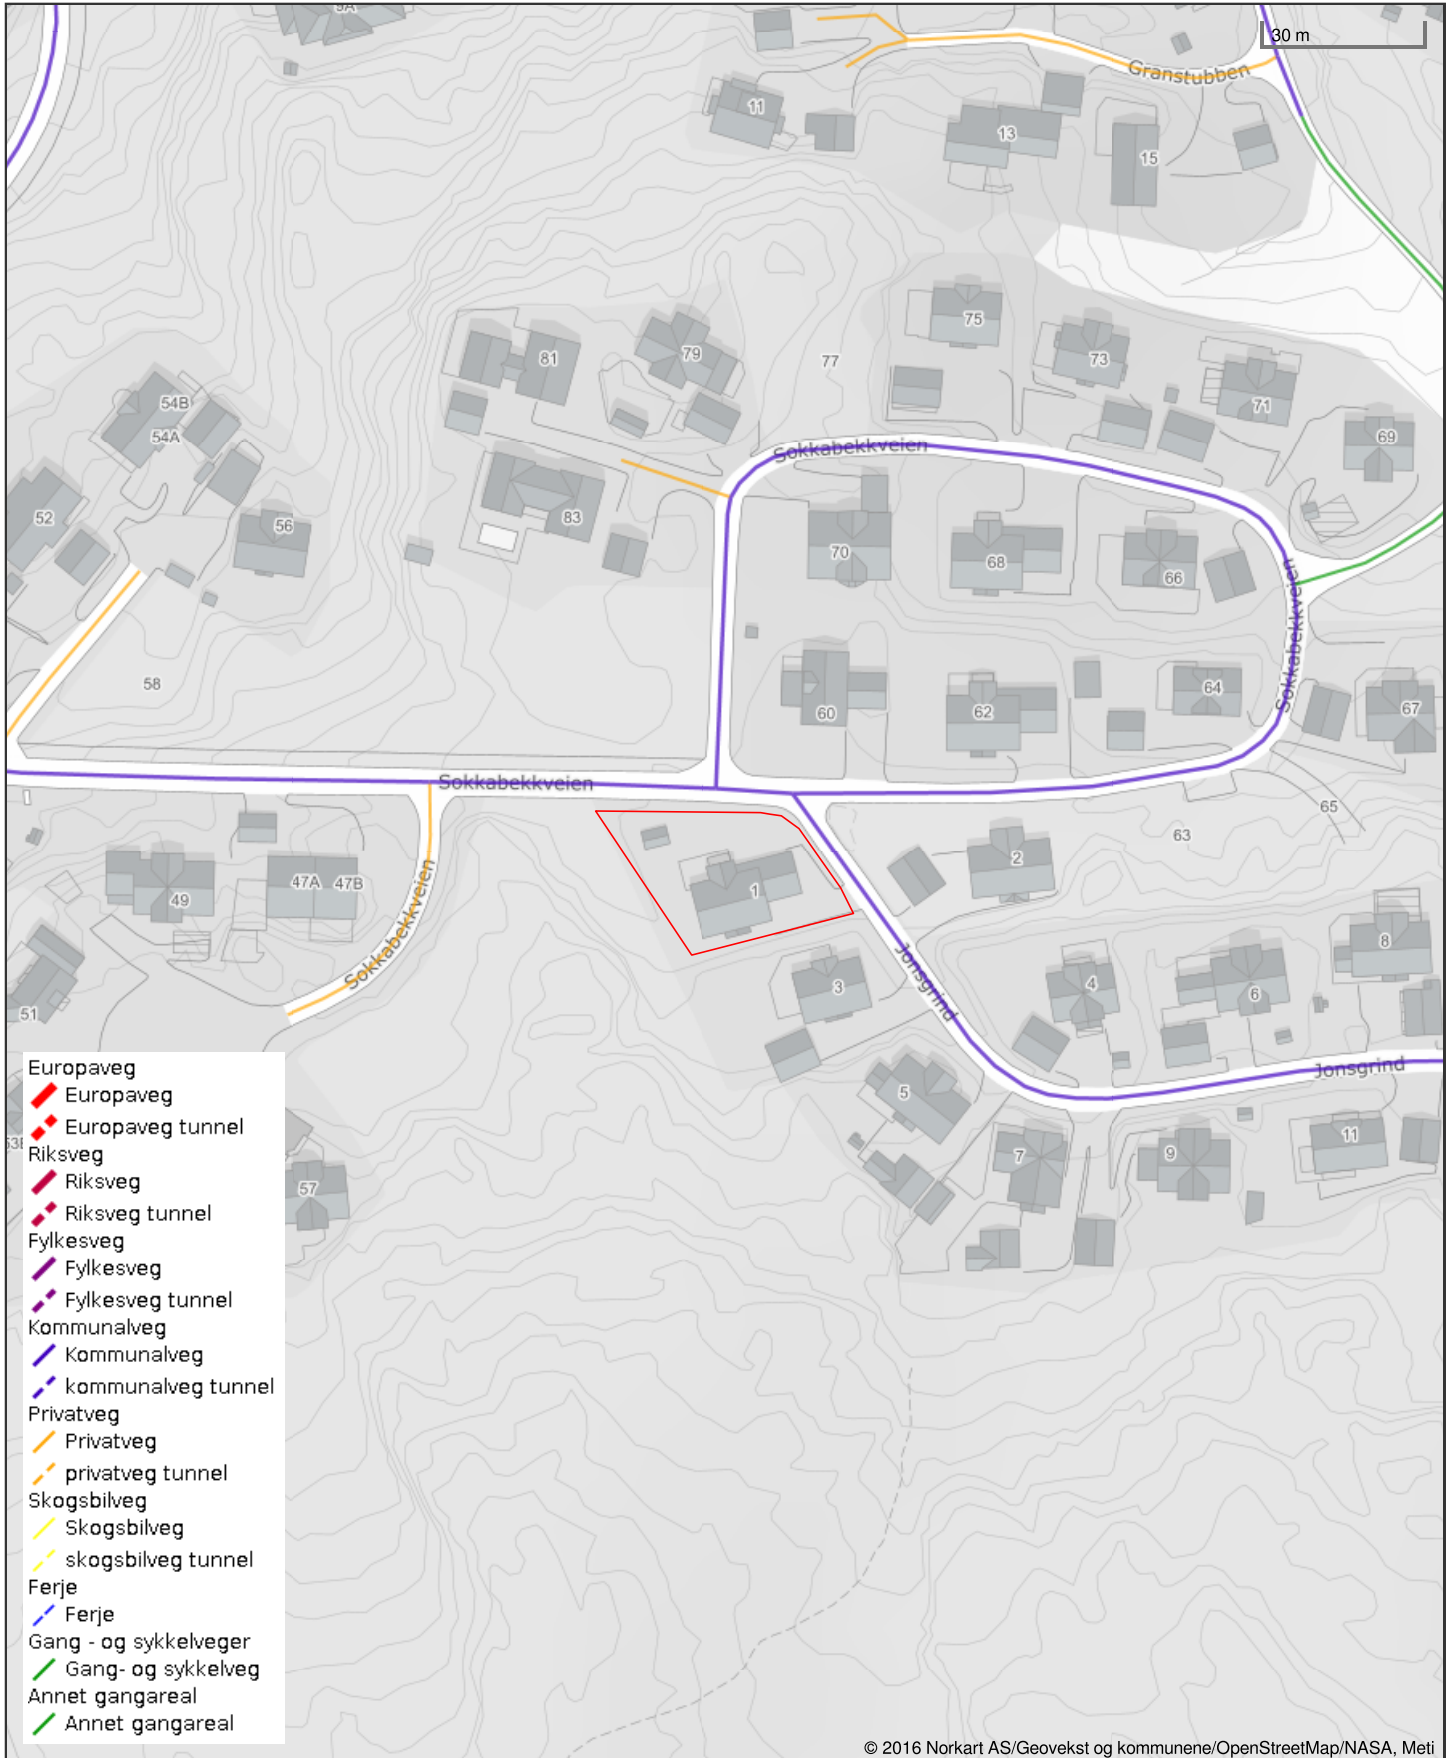 9A
30 m
Granstubben
11
13
15
75
79
81
77
73
71
54B
54A
69
Sokkabekkveien
52
56
83
70
68
66
Sokkabekkveien
58
60
62
64
67
Sokkabekkveien
65
63
2
49
47A
47B
1
Sokkabekkveien
8
3
Jonsgrind
4
6
51
Jonsgrind
5
7
9
11
57
Europaveg
Europaveg
Europaveg tunnel
Riksveg
Riksveg
Riksveg tunnel
Fylkesveg
Fylkesveg
Fylkesveg tunnel
Kommunalveg
Kommunalveg
kommunalveg tunnel
Privatveg
Privatveg
privatveg tunnel
Skogsbilveg
Skogsbilveg
skogsbilveg tunnel
Ferje
Ferje
Gang - og sykkelveger
Gang- og sykkelveg
Annet gangareal
Annet gangareal
© 2016 Norkart AS/Geovekst og kommunene/OpenStreetMap/NASA, Meti